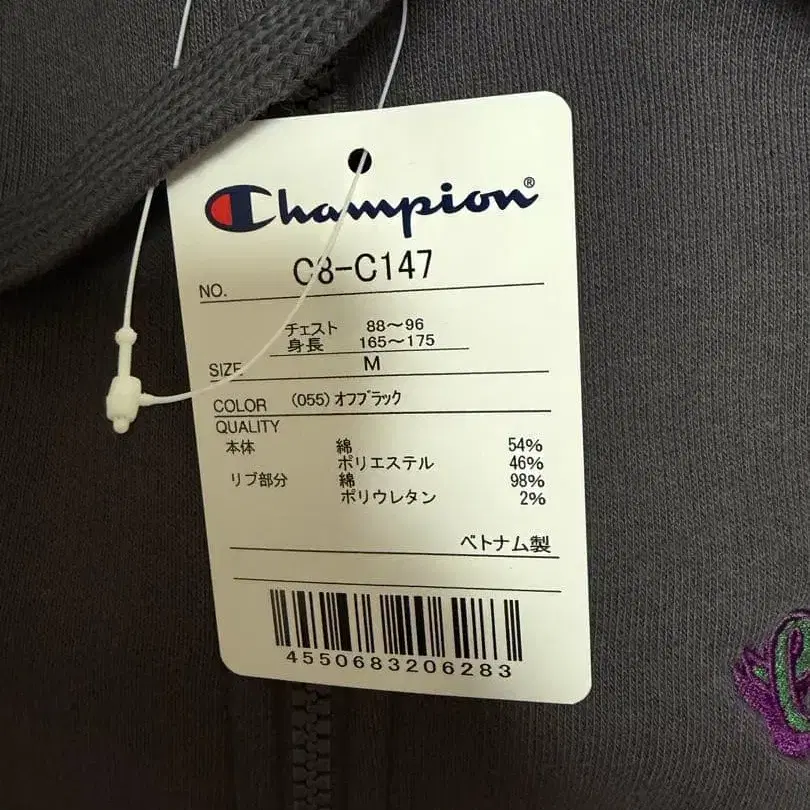 Champion®
NO. C8-C147
チェスト 88～96
身長 165～175
SIZE M
COLOR (055) オフブラック
QUALITY
本体 綿 54%
ポリエステル 46%
リブ部分 綿 98%
ポリウレタン 2%
ベトナム製
4550683206283